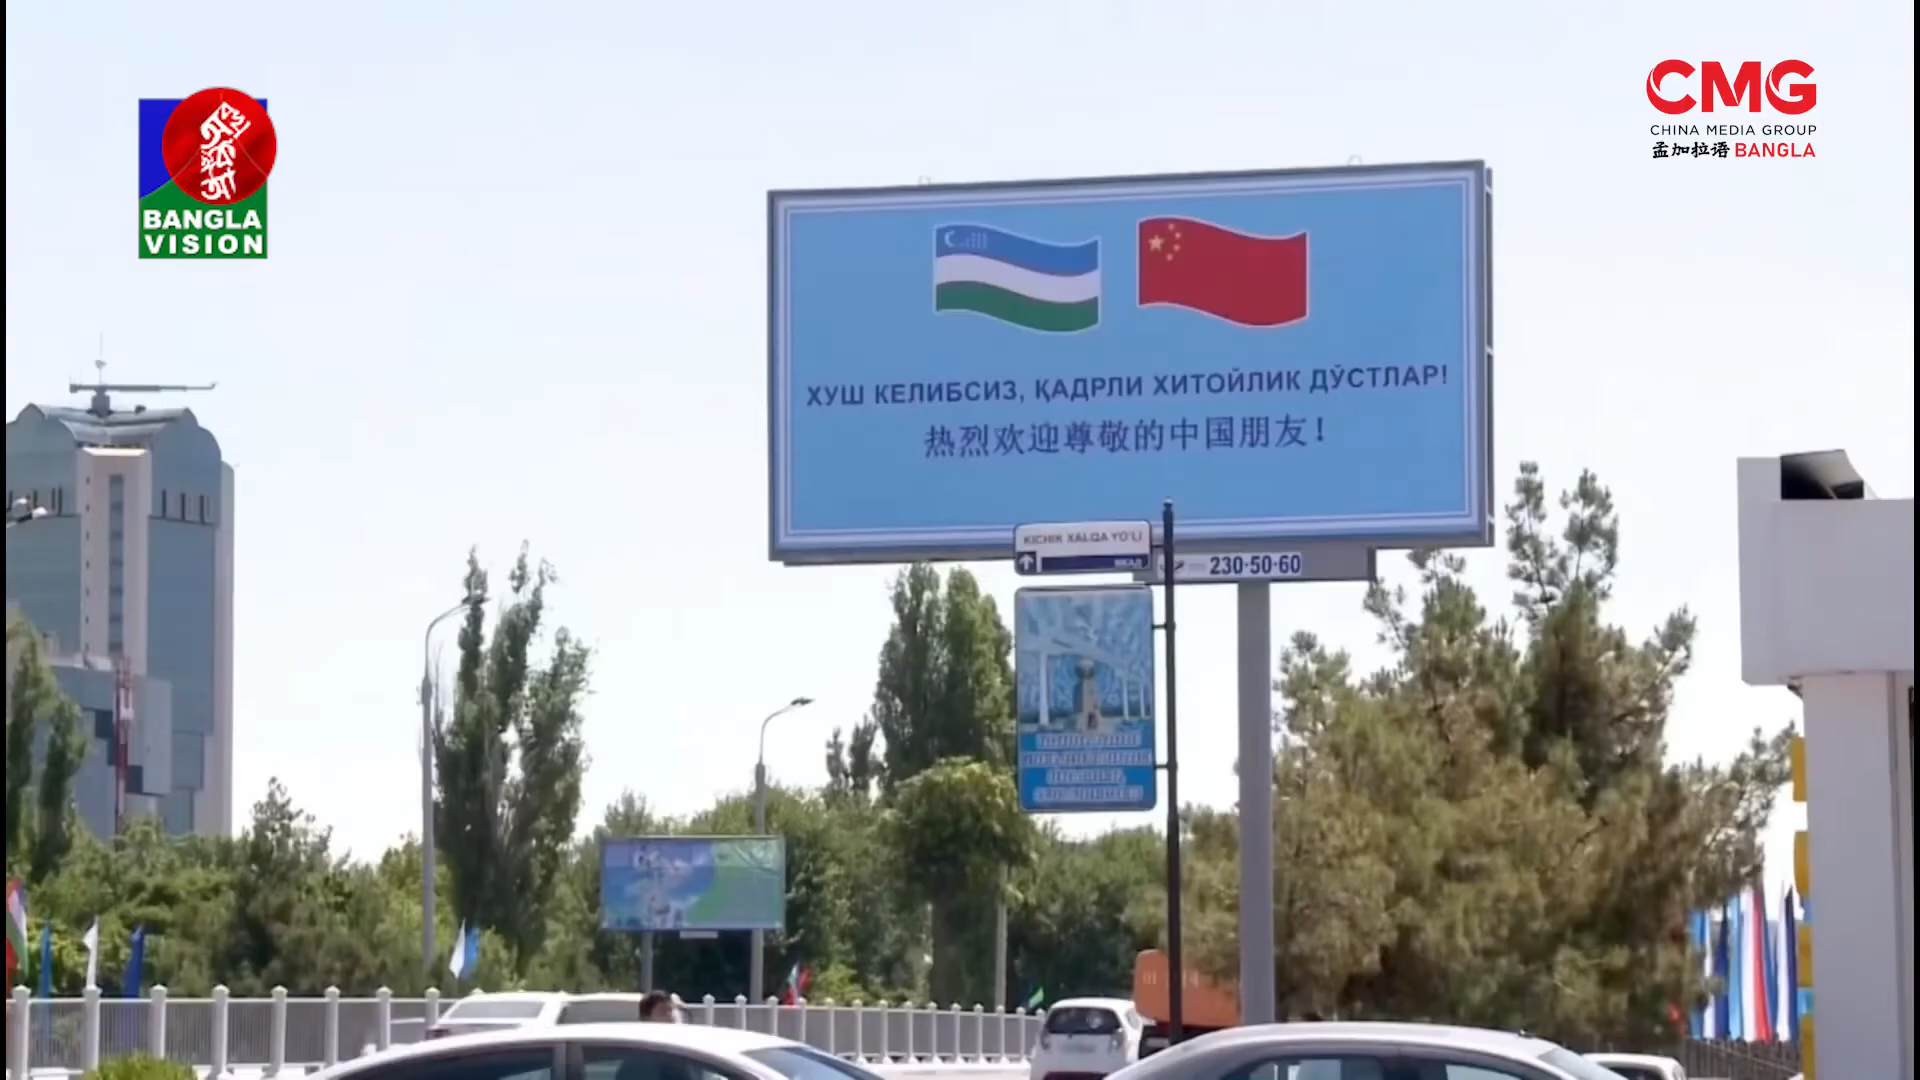 BANGLA
VISION
CMG
CHINA MEDIA GROUP
孟加拉语 BANGLA
ХУШ КЕЛИБСИЗ, ҚАДРЛИ ХИТОЙЛИК ДЎСТЛАР!
热烈欢迎尊敬的中国朋友！
KICHIK XALQA YO'LI
230-50-60